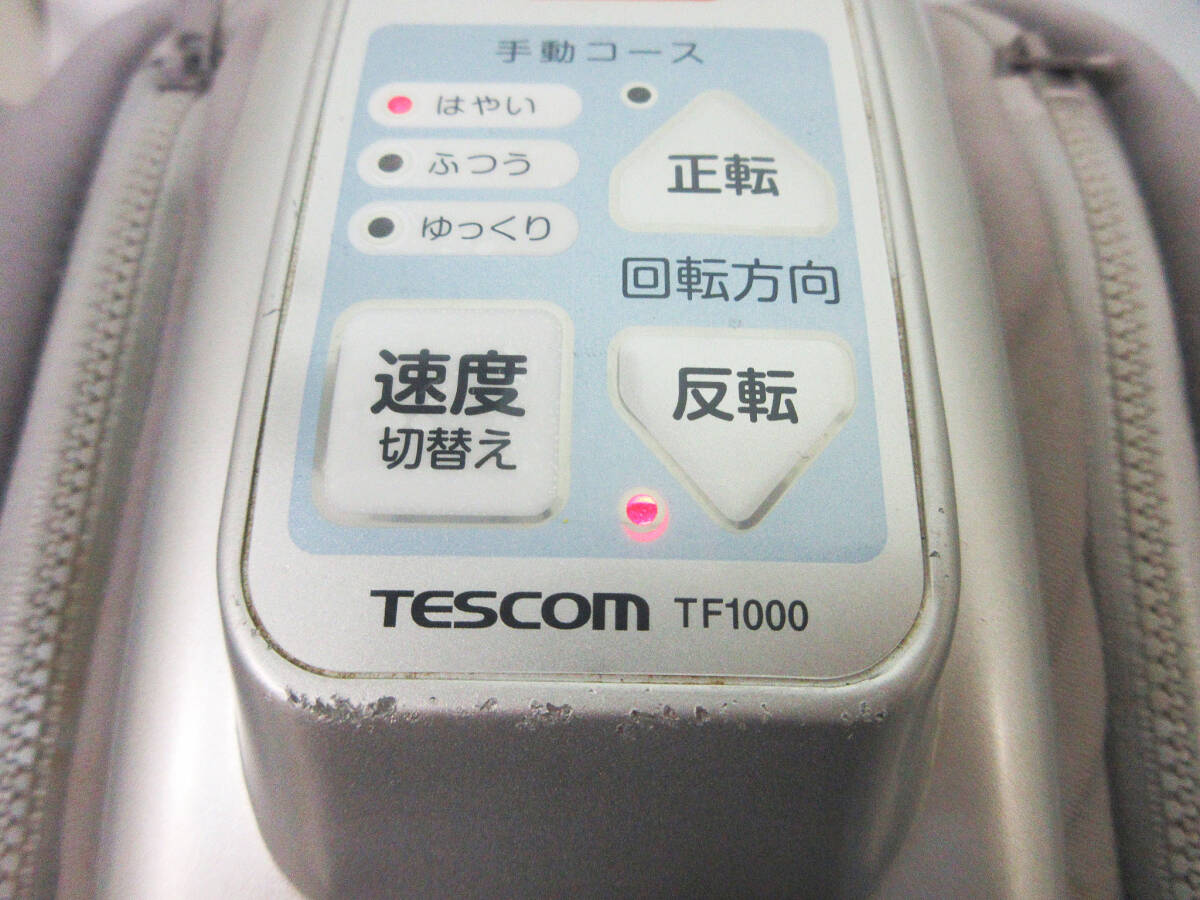 手動コース
はやい
ふつう
ゆっくり
速度
切替え
正転
回転方向
反転
TESCOM TF1000